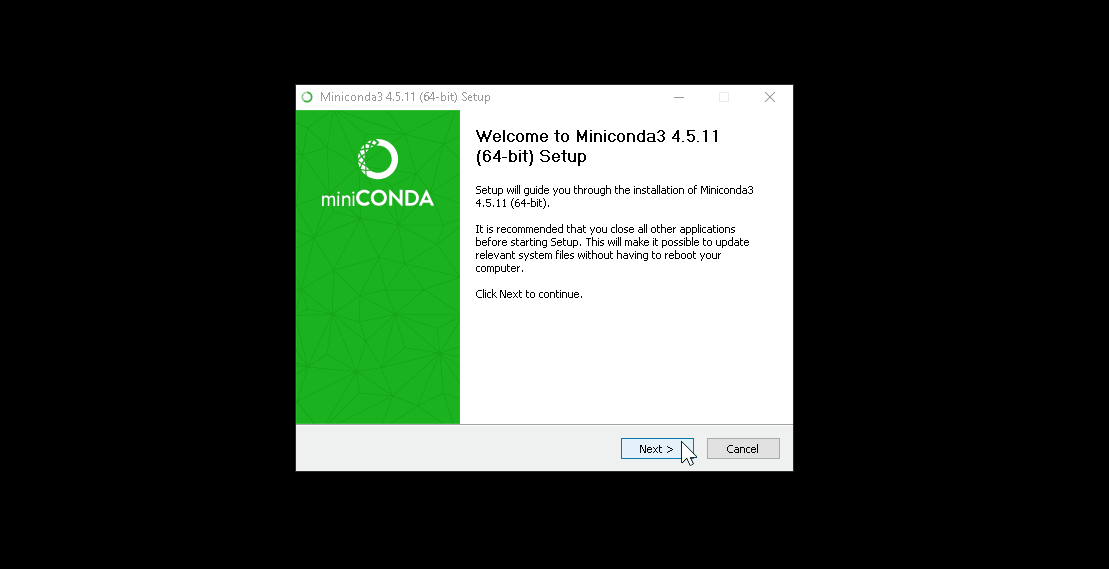 Miniconda3 4.5.11 (64-bit) Setup
miniCONDA
Welcome to Miniconda3 4.5.11
(64-bit) Setup
Setup will guide you through the installation of Miniconda3
4.5.11 (64-bit).
It is recommended that you close all other applications
before starting Setup. This will make it possible to update
relevant system files without having to reboot your
computer.
Click Next to continue.
Next > Cancel